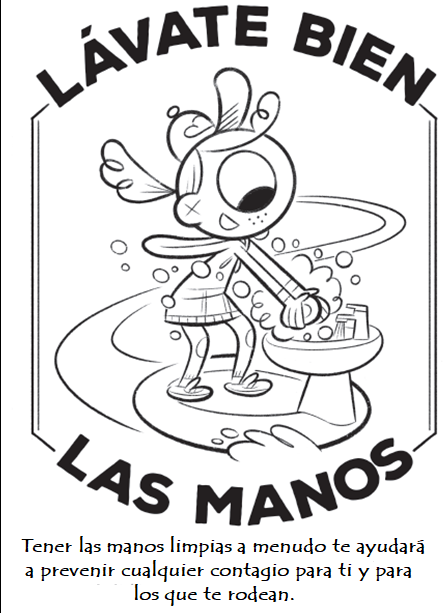 LÁVATE BIEN
LAS MANOS
Tener las manos limpias a menudo te ayudará
a prevenir cualquier contagio para ti y para
los que te rodean.